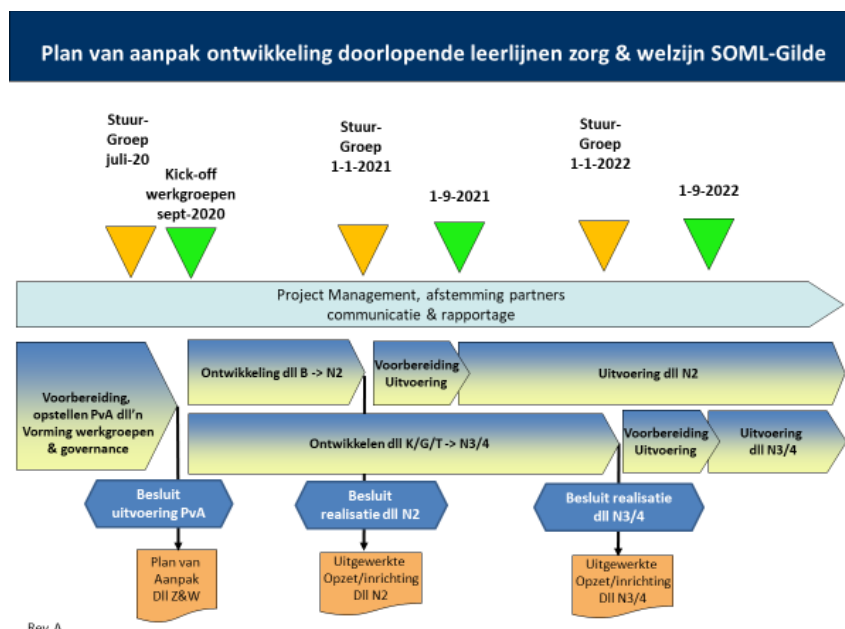 Plan van aanpak ontwikkeling doorlopende leerlijnen zorg & welzijn SOML-Gilde
Stuur-
Groep
juli-20
Kick-off
werkgroepen
sept-2020
Stuur-
Groep
1-1-2021
1-9-2021
Stuur-
Groep
1-1-2022
1-9-2022
Project Management, afstemming partners
communicatie & rapportage
Voorbereiding,
opstellen PvA dll'n
Vorming werkgroepen
& governance
Ontwikkeling dll B -> N2
Voorbereiding
Uitvoering
Uitvoering dll N2
Ontwikkelen dll K/G/T -> N3/4
Voorbereiding
Uitvoering
Uitvoering
dll N3/4
Besluit
uitvoering PvA
Besluit
realisatie dll N2
Besluit realisatie
dll N3/4
Plan van
Aanpak
Dll Z&W
Uitgewerkte
Opzet/inrichting
Dll N2
Uitgewerkte
Opzet/inrichting
Dll N3/4
Rev A